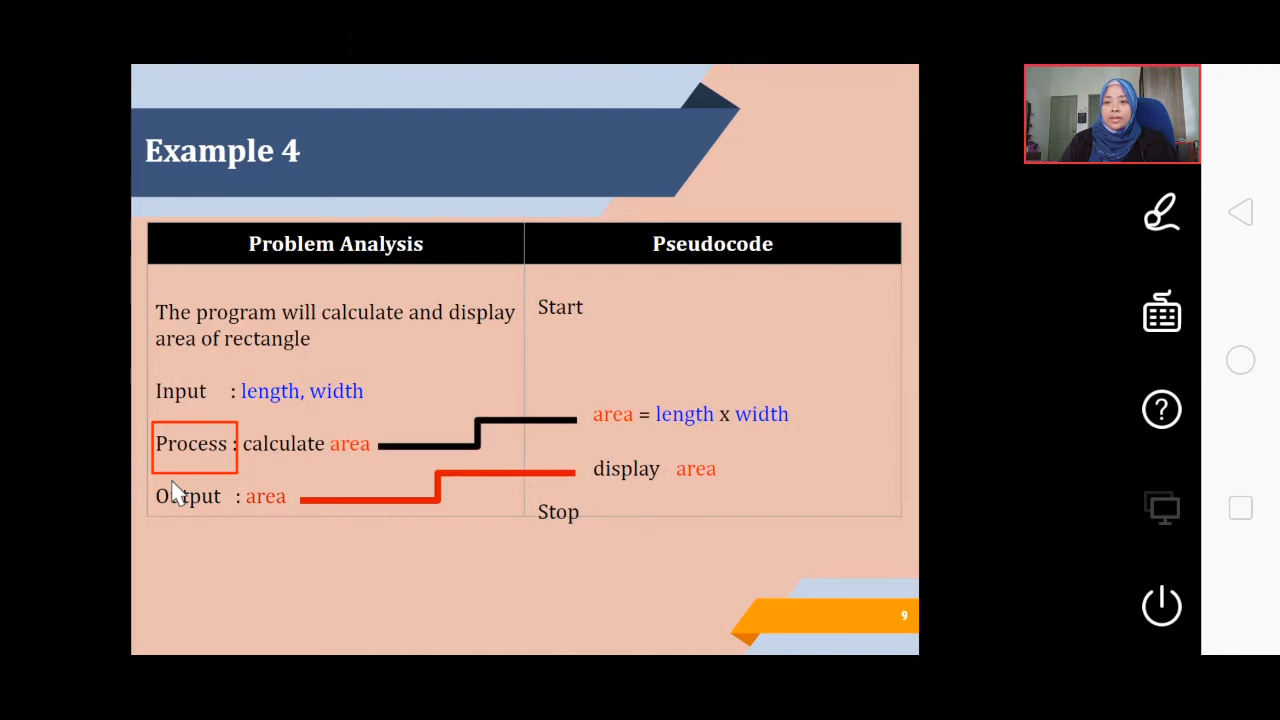 Example 4
Problem Analysis
Pseudocode
The program will calculate and display
area of rectangle
Input : length, width
Process : calculate area
Output : area
Start
area = length x width
display area
Stop
9